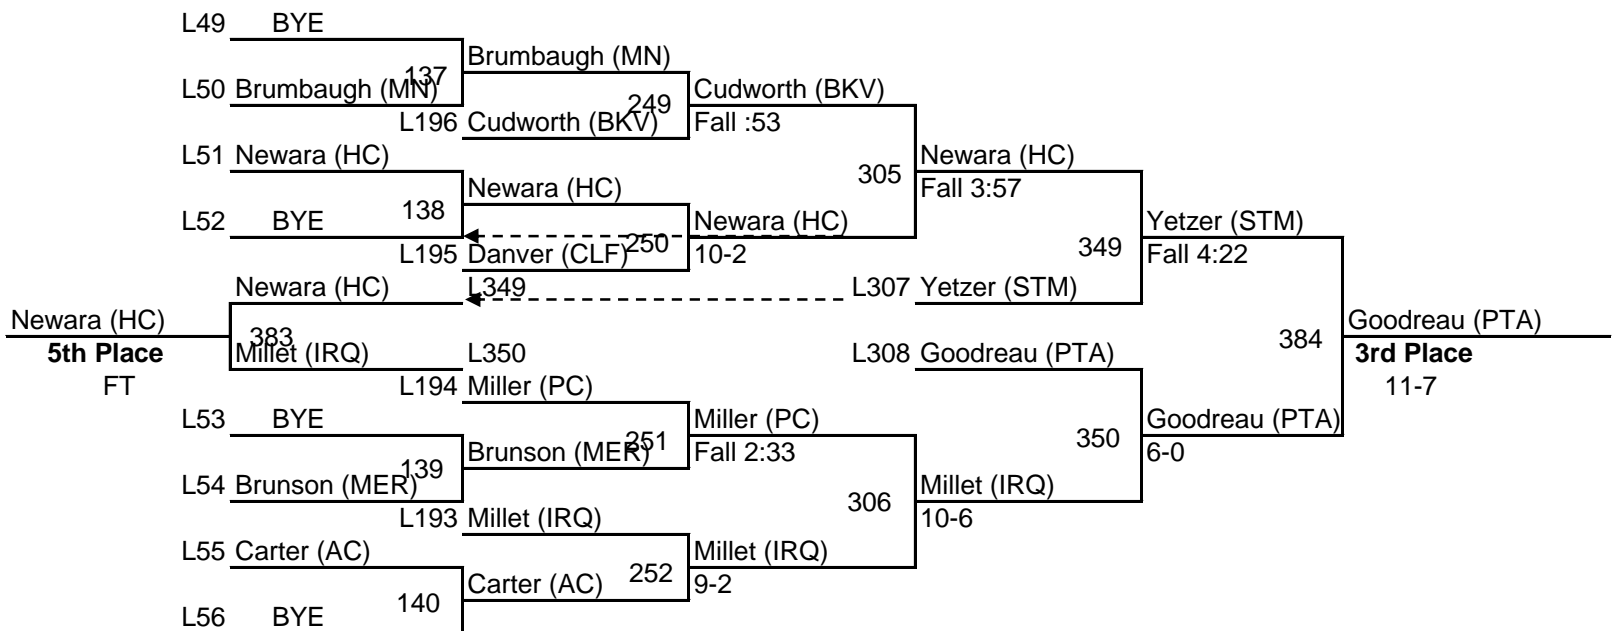 L49 BYE
Brumbaugh (MN)
137
L50 Brumbaugh (MN)
249
Cudworth (BKV)
L196 Cudworth (BKV)
Fall :53
L51 Newara (HC)
305
Newara (HC)
Newara (HC)
Fall 3:57
138
L52 BYE
Newara (HC)
Yetzer (STM)
250
349
L195 Danver (CLF)
10-2
Fall 4:22
Newara (HC)
L349
L307 Yetzer (STM)
Newara (HC)
Goodreau (PTA)
383
384
5th Place
Millet (IRQ)
L350
L308 Goodreau (PTA)
3rd Place
FT
L194 Miller (PC)
11-7
L53 BYE
Miller (PC)
Goodreau (PTA)
251
350
Brunson (MER)
Fall 2:33
6-0
139
L54 Brunson (MER)
306
Millet (IRQ)
L193 Millet (IRQ)
10-6
L55 Carter (AC)
Millet (IRQ)
252
Carter (AC)
9-2
140
L56 BYE